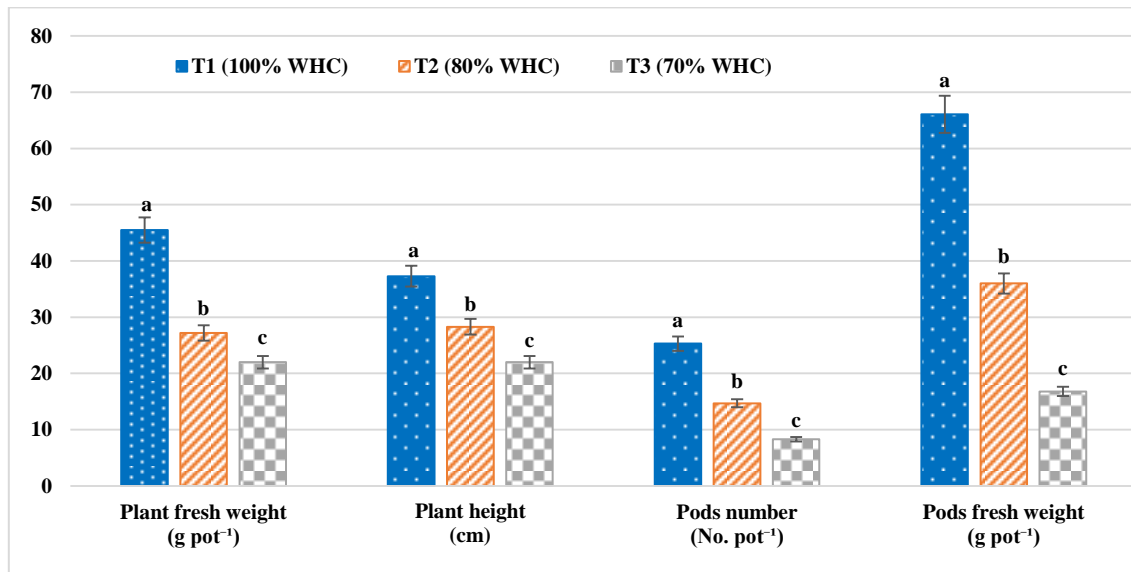 80
70
60
50
40
30
20
10
0
T1 (100% WHC) T2 (80% WHC) T3 (70% WHC)
a
b
c
a
b
c
a
b
c
a
b
c
Plant fresh weight
(g pot⁻¹)
Plant height
(cm)
Pods number
(No. pot⁻¹)
Pods fresh weight
(g pot⁻¹)